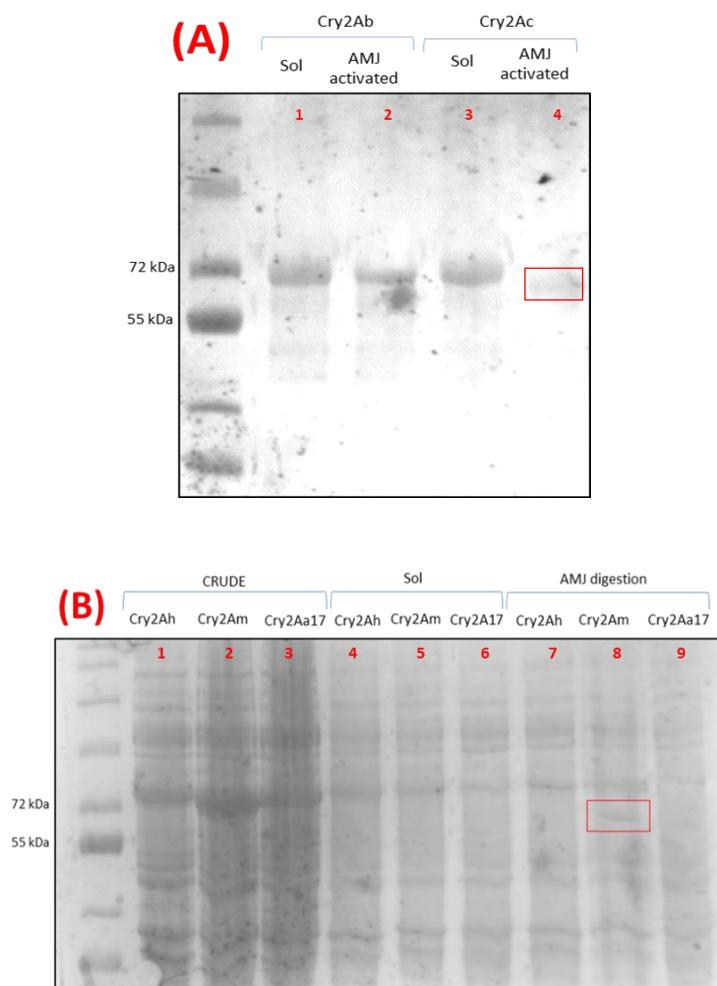 (A)
Cry2Ab Cry2Ac
Sol AMJ activated Sol AMJ activated
1 2 3 4
72 kDa
55 kDa
(B)
CRUDE Sol AMJ digestion
Cry2Ah Cry2Am Cry2Aa17 Cry2Ah Cry2Am Cry2A17 Cry2Ah Cry2Am Cry2Aa17
1 2 3 4 5 6 7 8 9
72 kDa
55 kDa